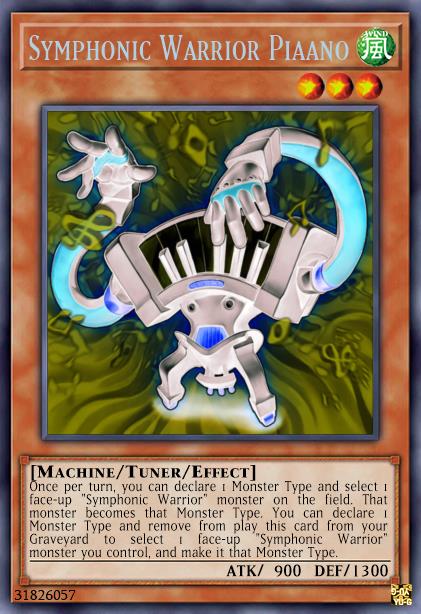 Symphonic Warrior Piaano
WIND
風
[Machine/Tuner/Effect]
Once per turn, you can declare 1 Monster Type and select 1
face-up "Symphonic Warrior" monster on the field. That
monster becomes that Monster Type. You can declare 1
Monster Type and remove from play this card from your
Graveyard to select 1 face-up "Symphonic Warrior"
monster you control, and make it that Monster Type.
ATK/ 900 DEF/1300
31826057